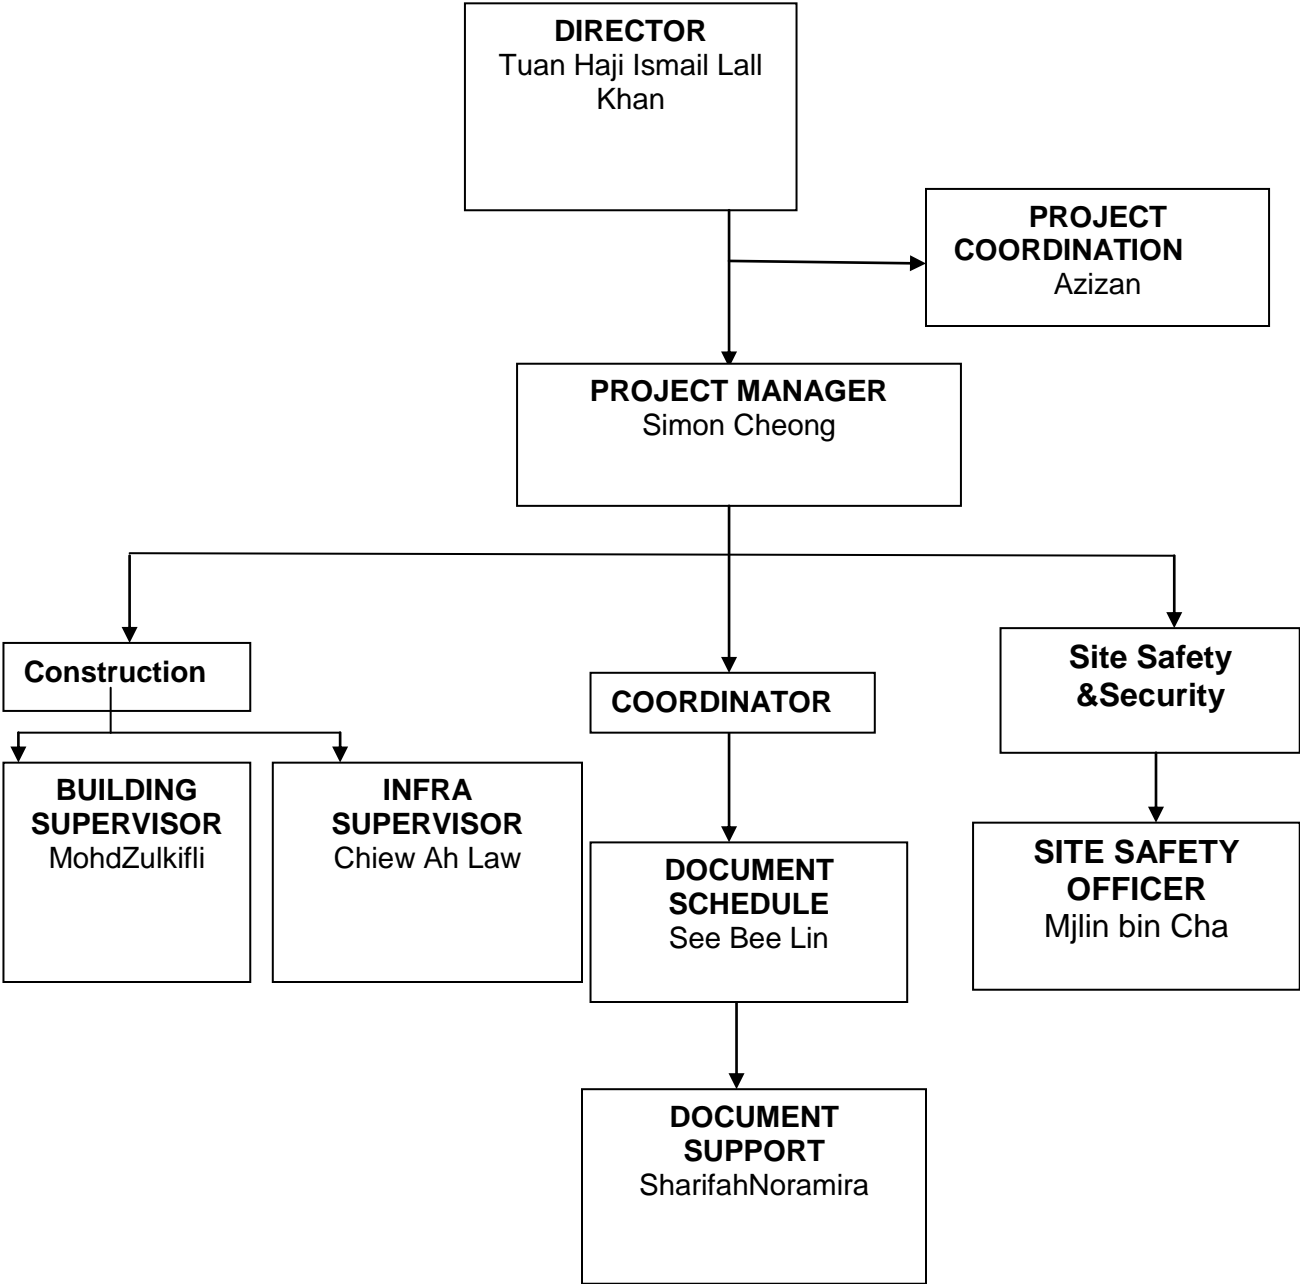 DIRECTOR
Tuan Haji Ismail Lall
Khan
PROJECT
COORDINATION
Azizan
PROJECT MANAGER
Simon Cheong
Construction
COORDINATOR
Site Safety
&Security
BUILDING
SUPERVISOR
MohdZulkifli
INFRA
SUPERVISOR
Chiew Ah Law
DOCUMENT
SCHEDULE
See Bee Lin
SITE SAFETY
OFFICER
Mjlin bin Cha
DOCUMENT
SUPPORT
SharifahNoramira